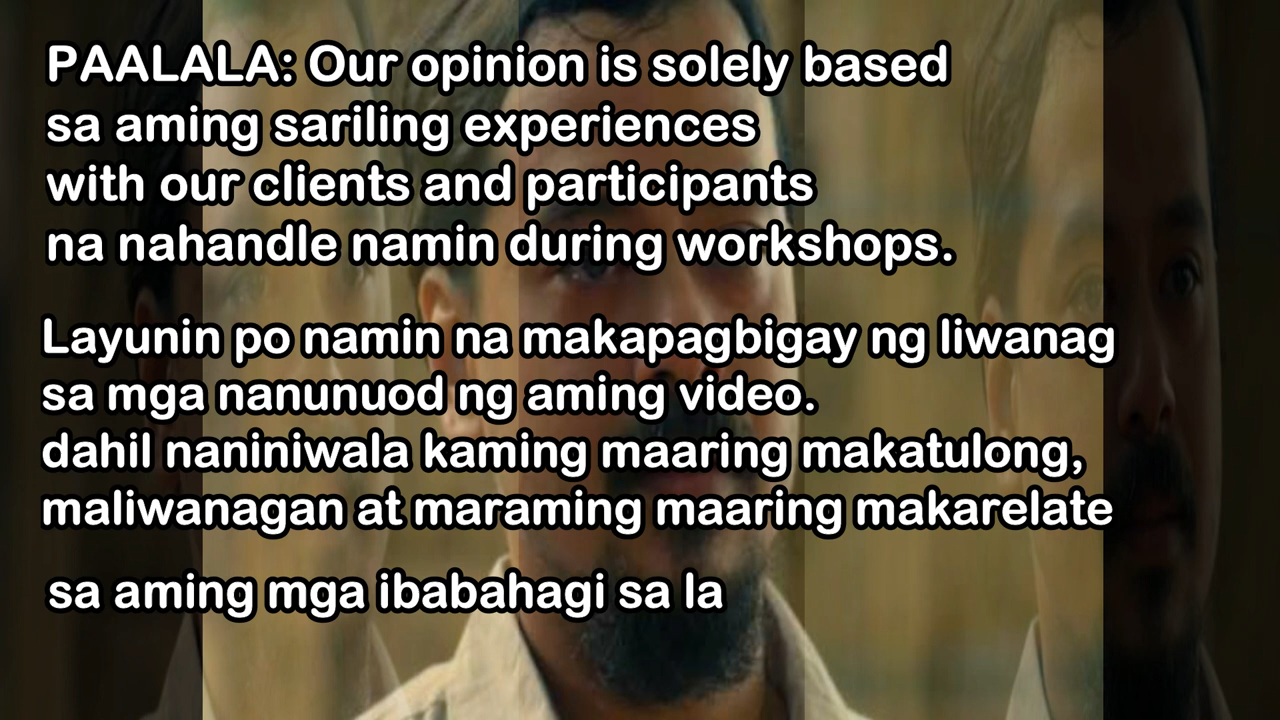 PAALALA: Our opinion is solely based
sa aming sariling experiences
with our clients and participants
na nahandle namin during workshops.
Layunin po namin na makapagbigay ng liwanag
sa mga nanunuod ng aming video.
dahil naniniwala kaming maaring makatulong,
maliwanagan at maraming maaring makarelate
sa aming mga ibabahagi sa la